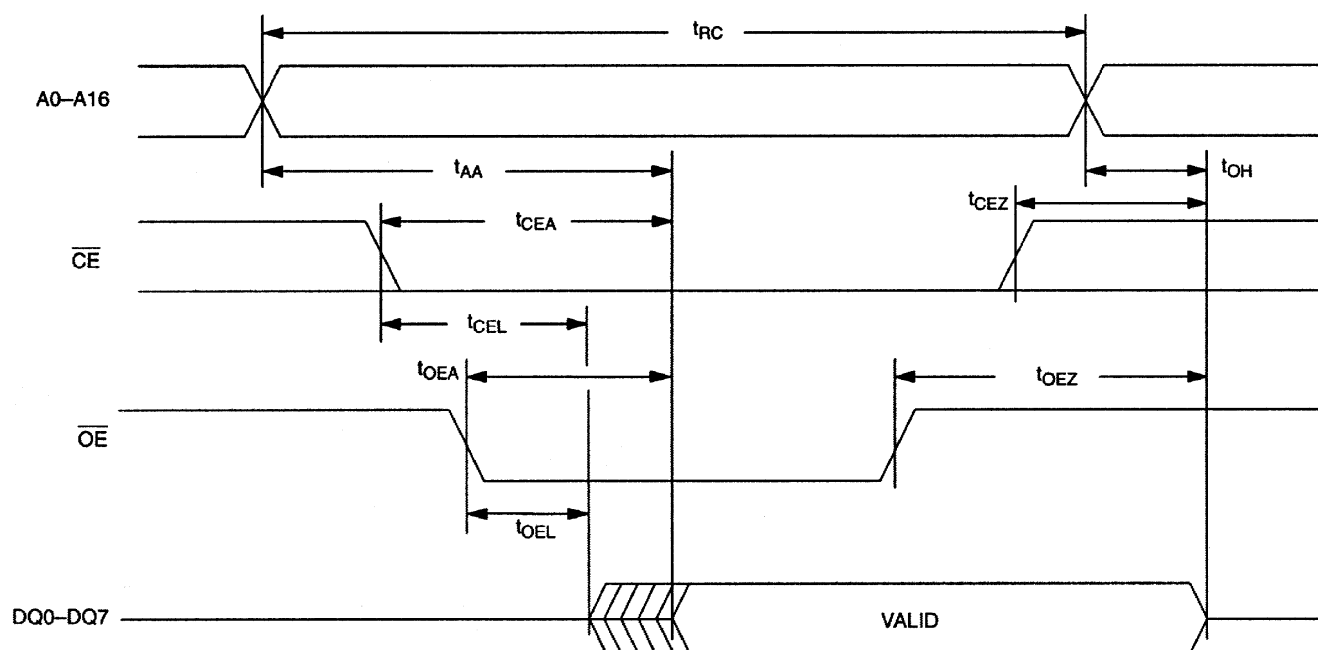 tRC
A0–A16
tAA
tOH
tCEZ
tCEA
CE
tCEL
tOEA
tOEZ
OE
tOEL
DQ0–DQ7
VALID